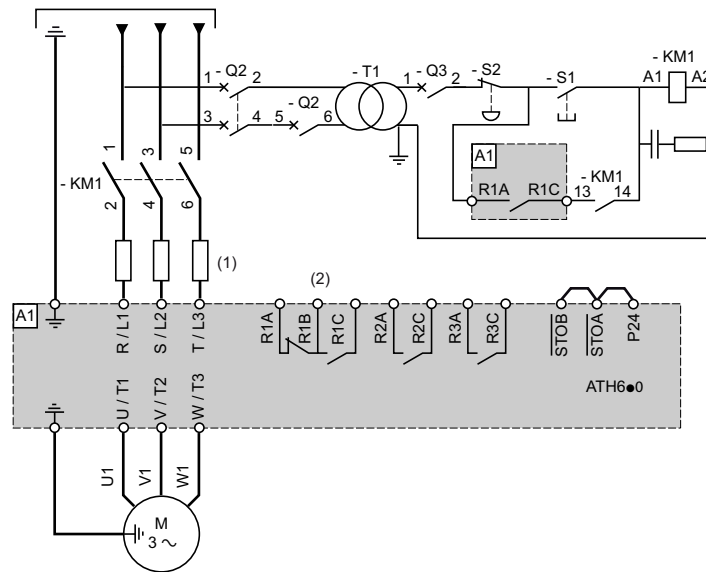 - KM1
- Q2
- T1
- Q3
- S2
- S1
A1
A2
1
2
1
2
3
4
5
- Q2
6
A1
R1A
R1C
- KM1
13
14
1
3
5
- KM1
2
4
6
(1)
(2)
A1
R / L1
S / L2
T / L3
R1A
R1B
R1C
R2A
R2C
R3A
R3C
STOB
STOA
P24
U / T1
V / T2
W / T3
ATH6●0
U1
V1
W1
M
3 ~